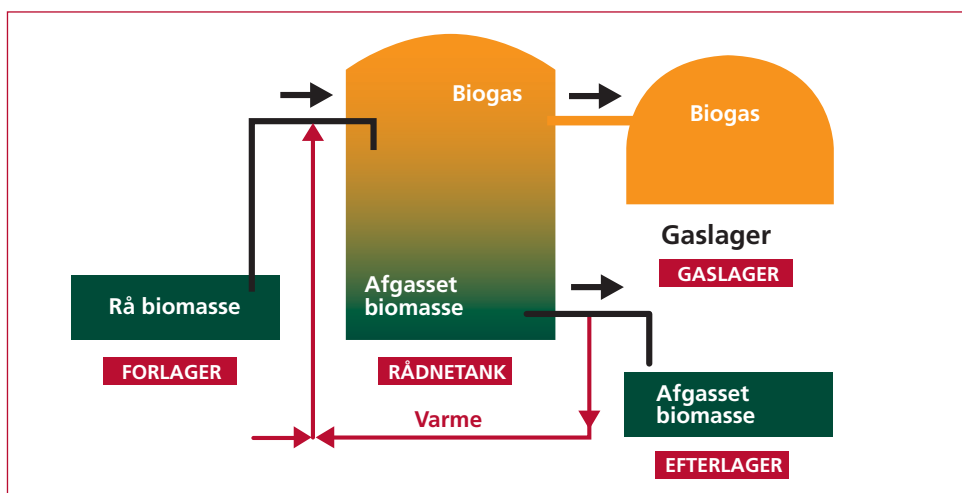 Biogas
Biogas
Gaslager
GASLAGER
Rå biomasse
FORLAGER
Afgasset
biomasse
RÅDNETANK
Varme
Afgasset
biomasse
EFTERLAGER